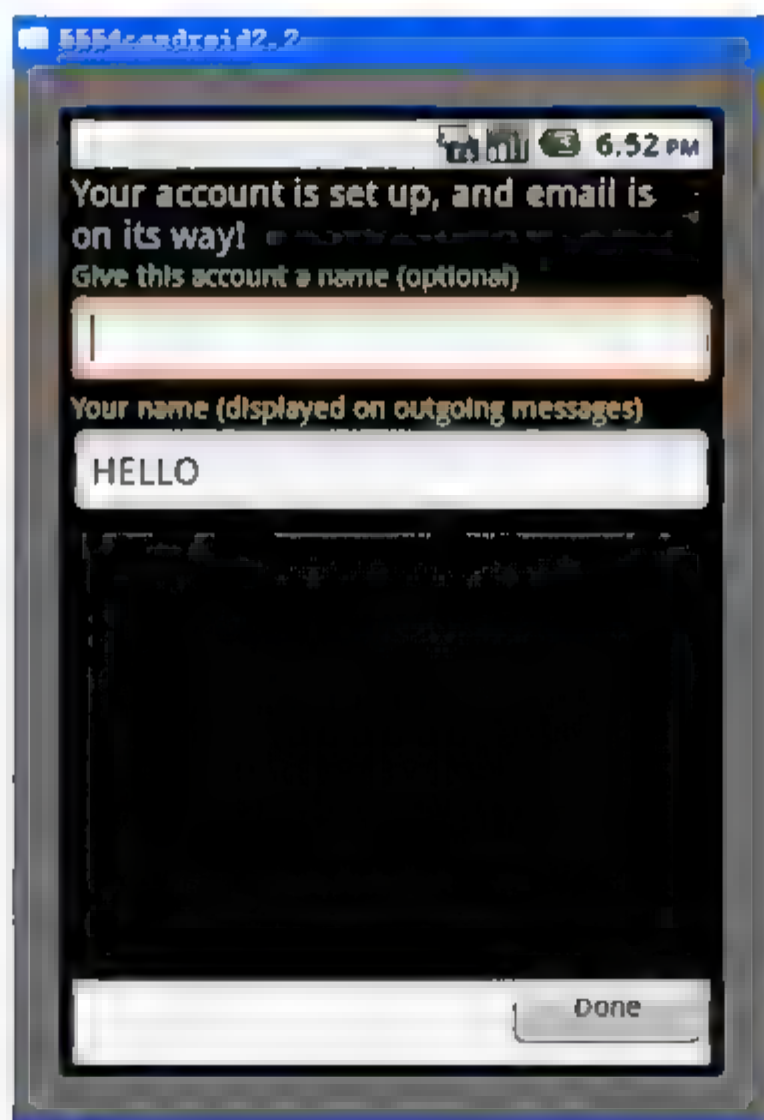 5554:android2.2
6:52 PM
Your account is set up, and email is
on its way!
Give this account a name (optional)
Your name (displayed on outgoing messages)
HELLO
Done